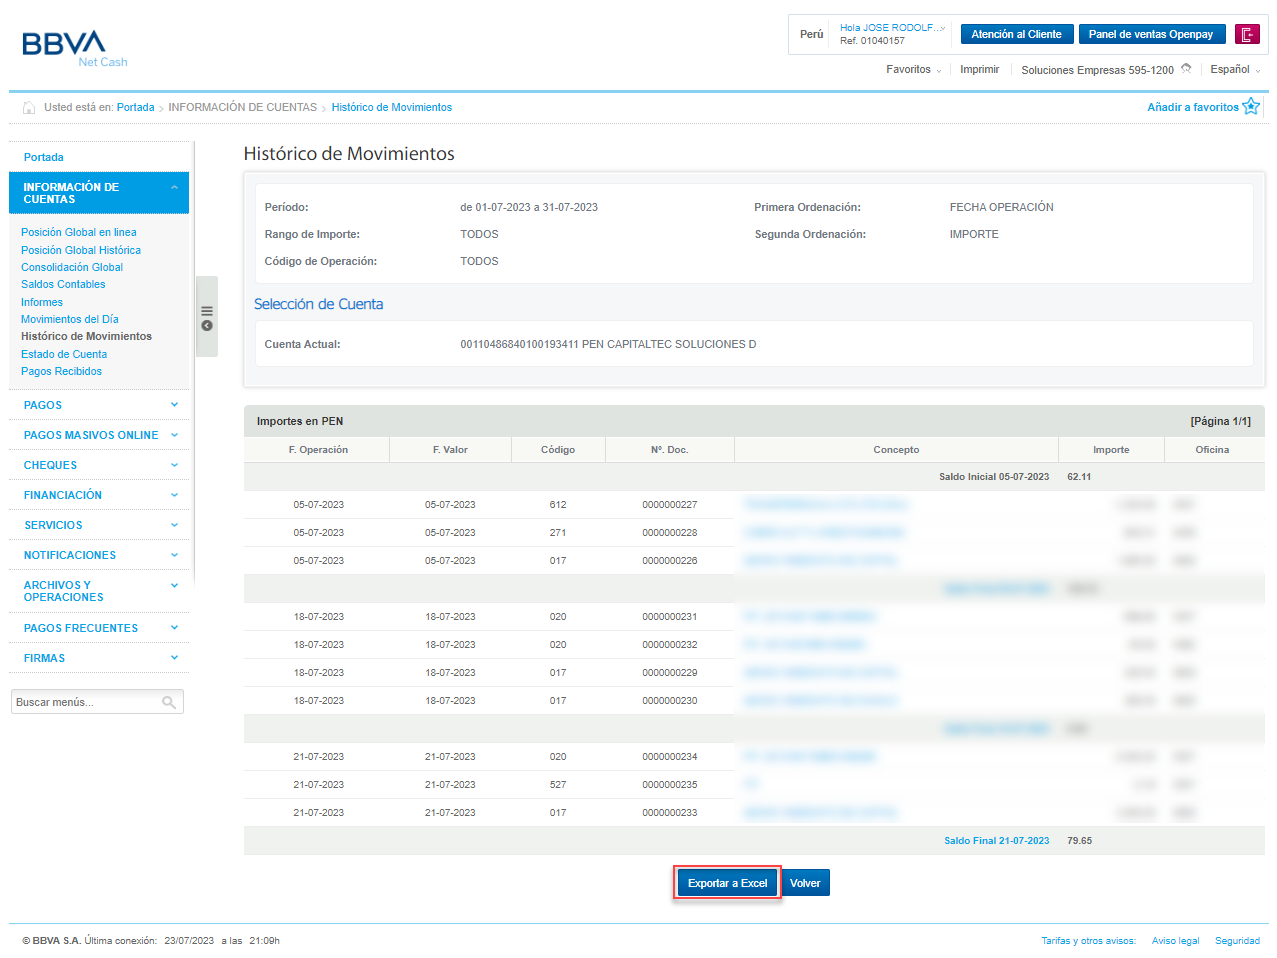 BBVA
Net Cash
Perú
Hola JOSE RODOLF...
Ref. 01040157
Atención al Cliente
Panel de ventas Openpay
Favoritos
Imprimir
Soluciones Empresas 595-1200
Español
Usted está en: Portada > INFORMACIÓN DE CUENTAS > Histórico de Movimientos
Añadir a favoritos
Portada
INFORMACIÓN DE
CUENTAS
Posición Global en linea
Posición Global Histórica
Consolidación Global
Saldos Contables
Informes
Movimientos del Día
Histórico de Movimientos
Estado de Cuenta
Pagos Recibidos
PAGOS
PAGOS MASIVOS ONLINE
CHEQUES
FINANCIACIÓN
SERVICIOS
NOTIFICACIONES
ARCHIVOS Y
OPERACIONES
PAGOS FRECUENTES
FIRMAS
Buscar menús...
Histórico de Movimientos
Período: de 01-07-2023 a 31-07-2023 Primera Ordenación: FECHA OPERACIÓN
Rango de Importe: TODOS Segunda Ordenación: IMPORTE
Código de Operación: TODOS
Selección de Cuenta
Cuenta Actual: 00110486840100193411 PEN CAPITALTEC SOLUCIONES D
Importes en PEN [Página 1/1]
F. Operación F. Valor Código Nº. Doc. Concepto Importe Oficina
Saldo Inicial 05-07-2023 62.11
05-07-2023 05-07-2023 612 0000000227
05-07-2023 05-07-2023 271 0000000228
05-07-2023 05-07-2023 017 0000000226
18-07-2023 18-07-2023 020 0000000231
18-07-2023 18-07-2023 020 0000000232
18-07-2023 18-07-2023 017 0000000229
18-07-2023 18-07-2023 017 0000000230
21-07-2023 21-07-2023 020 0000000234
21-07-2023 21-07-2023 527 0000000235
21-07-2023 21-07-2023 017 0000000233
Saldo Final 21-07-2023 79.65
Exportar a Excel
Volver
© BBVA S.A. Última conexión: 23/07/2023 a las 21:09h
Tarifas y otros avisos:
Aviso legal
Seguridad